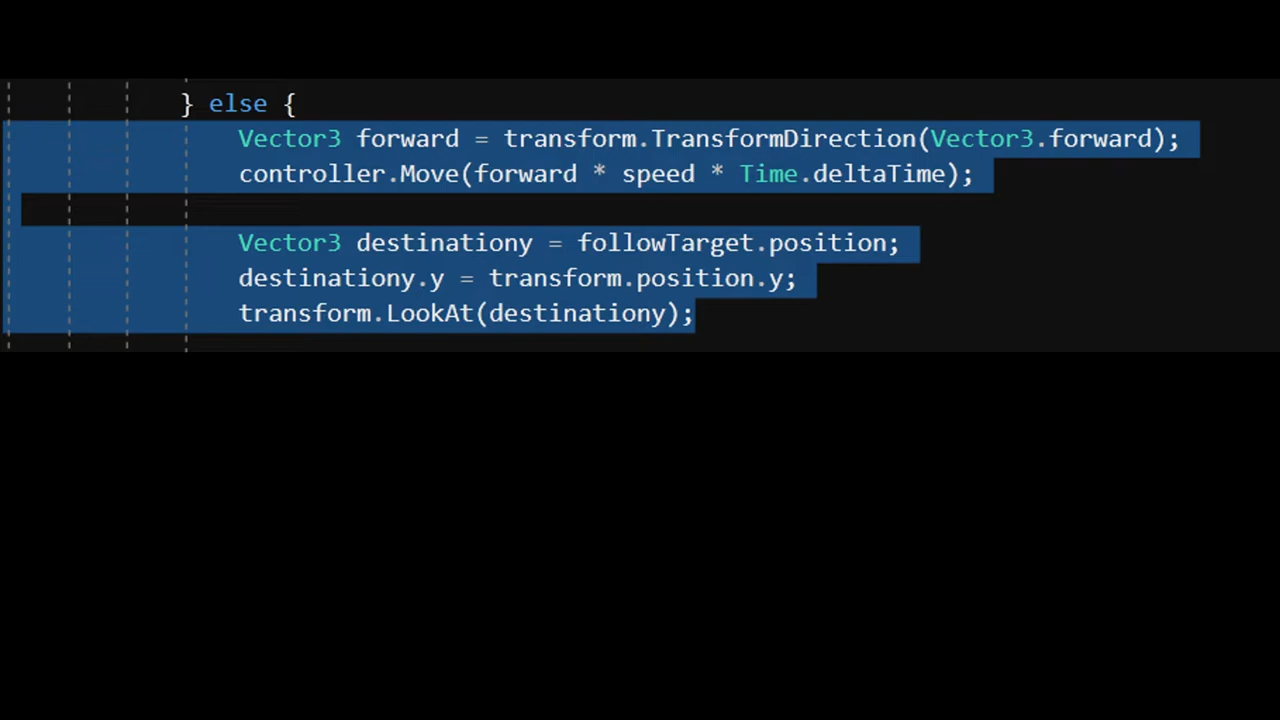 } else {
Vector3 forward = transform.TransformDirection(Vector3.forward);
controller.Move(forward * speed * Time.deltaTime);
Vector3 destinationy = followTarget.position;
destinationy.y = transform.position.y;
transform.LookAt(destinationy);